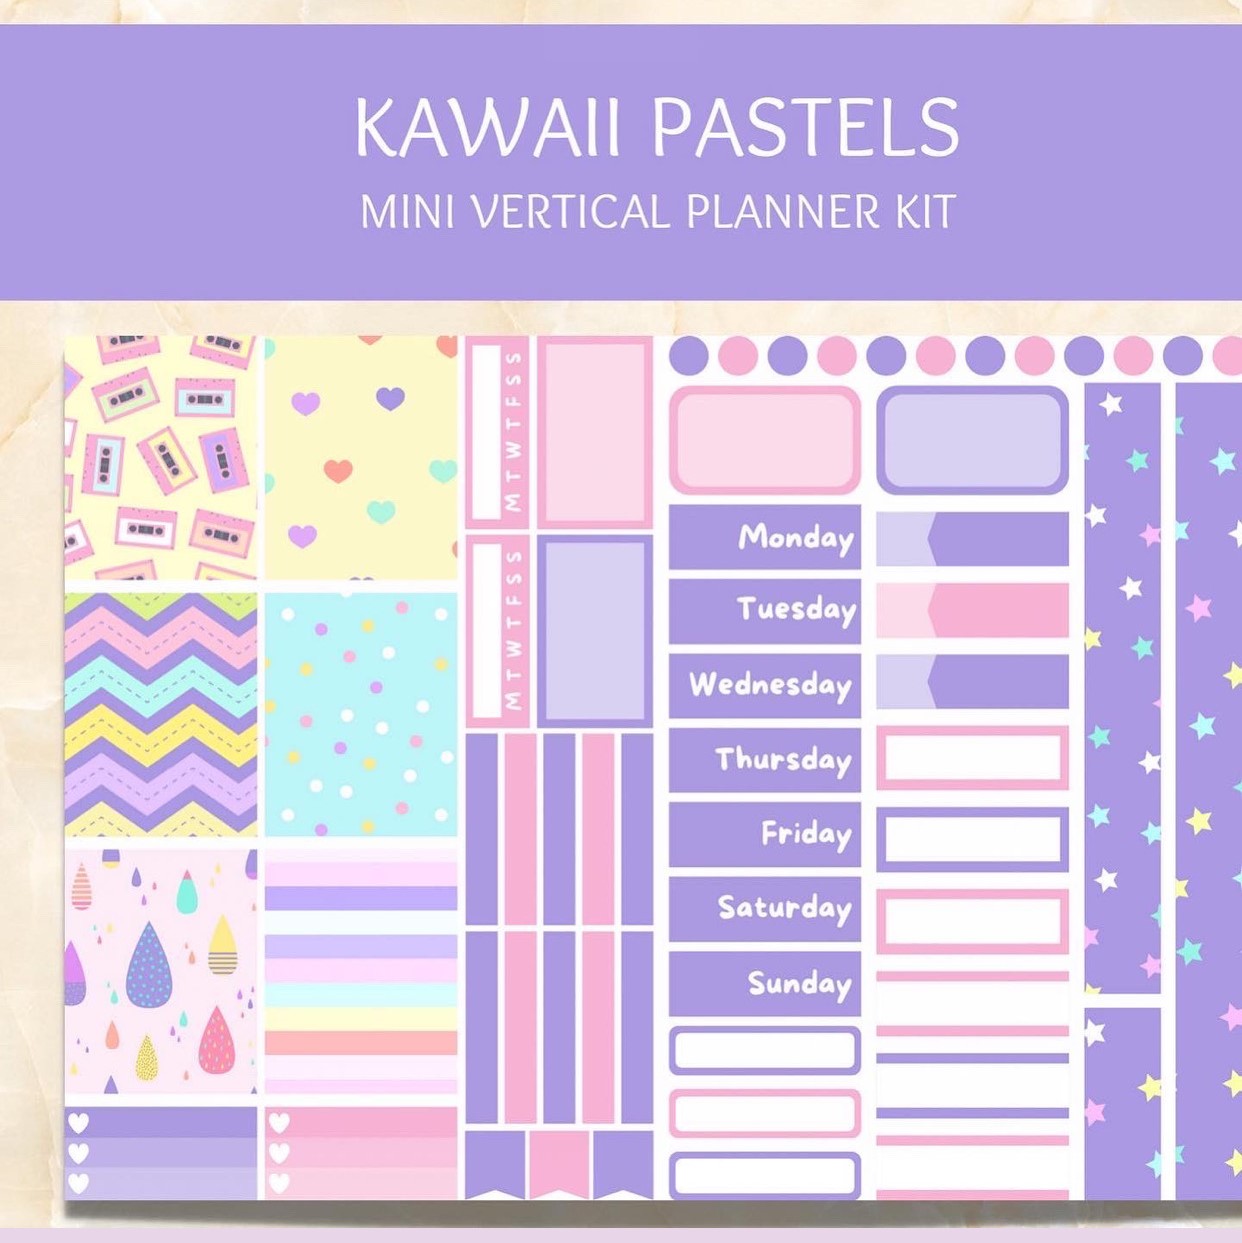 KAWAII PASTELS
MINI VERTICAL PLANNER KIT
M T W T F S S
M T W T F S S
Monday
Tuesday
Wednesday
Thursday
Friday
Saturday
Sunday